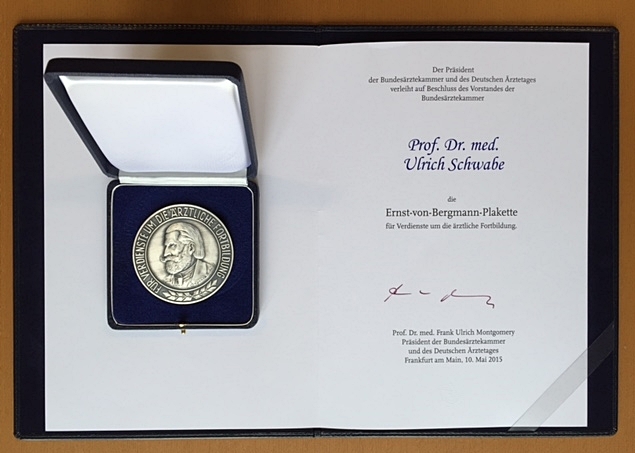 FÜR VERDIENSTE UM DIE ÄRZTLICHE FORTBILDUNG
Der Präsident
der Bundesärztekammer und des Deutschen Ärztetages
verleiht auf Beschluss des Vorstandes der
Bundesärztekammer
Prof. Dr. med.
Ulrich Schwabe
die
Ernst-von-Bergmann-Plakette
für Verdienste um die ärztliche Fortbildung.
Prof. Dr. med. Frank Ulrich Montgomery
Präsident der Bundesärztekammer
und des Deutschen Ärztetages
Frankfurt am Main, 10. Mai 2015